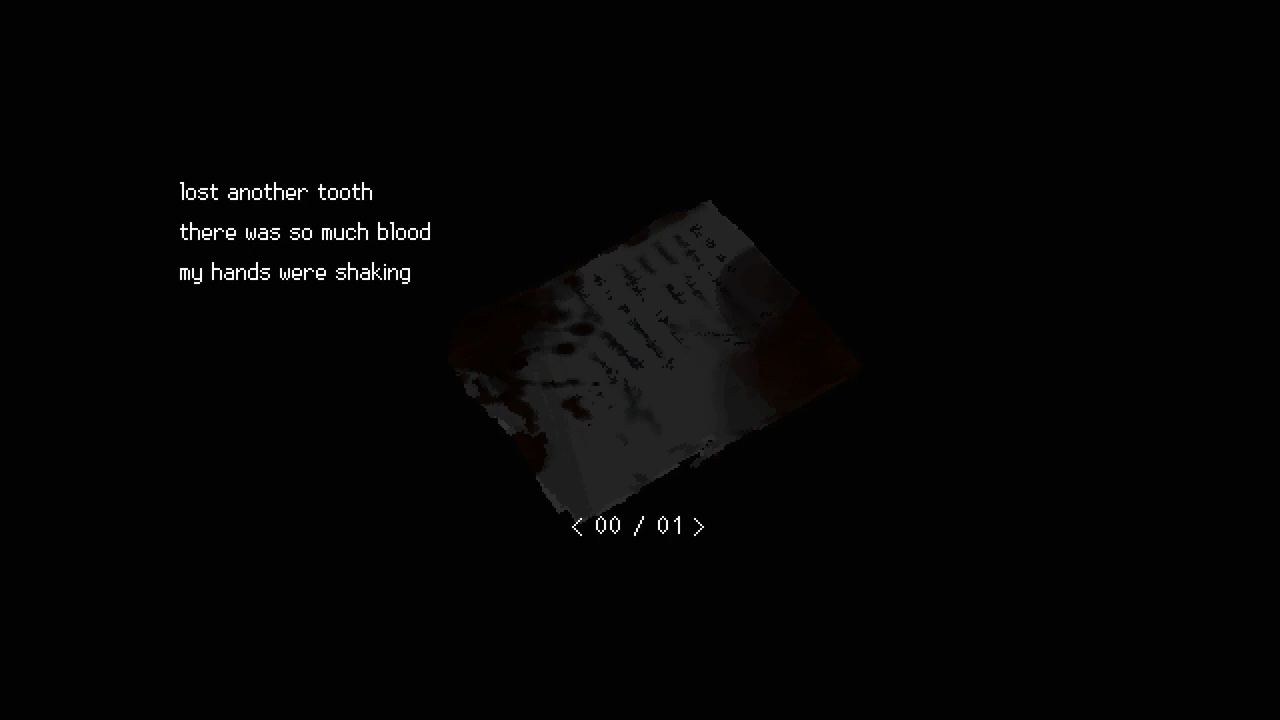 lost another tooth
there was so much blood
my hands were shaking
< 00 / 01 >